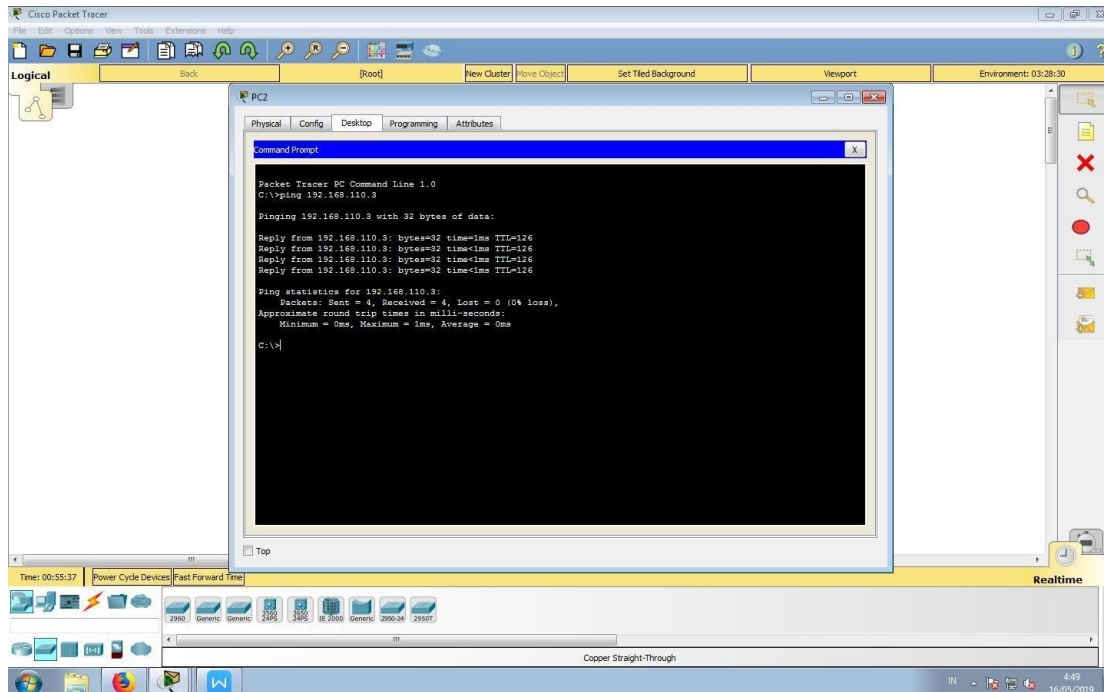 Cisco Packet Tracer
File Edit Options View Tools Extensions Help
Logical
Back
[Root]
New Cluster
Move Object
Set Tiled Background
Viewport
Environment: 03:28:30
PC2
Physical
Config
Desktop
Programming
Attributes
Command Prompt
X
Packet Tracer PC Command Line 1.0
C:\>ping 192.168.110.3
Pinging 192.168.110.3 with 32 bytes of data:
Reply from 192.168.110.3: bytes=32 time=1ms TTL=126
Reply from 192.168.110.3: bytes=32 time<1ms TTL=126
Reply from 192.168.110.3: bytes=32 time<1ms TTL=126
Reply from 192.168.110.3: bytes=32 time<1ms TTL=126
Ping statistics for 192.168.110.3:
Packets: Sent = 4, Received = 4, Lost = 0 (0% loss),
Approximate round trip times in milli-seconds:
Minimum = 0ms, Maximum = 1ms, Average = 0ms
C:\>
Top
Time: 00:55:37
Power Cycle Devices
Fast Forward Time
Realtime
2960
Generic
Generic
3560 24PS
3650 24PS
IE 2000
Generic
2950-24
2950T
Copper Straight-Through
IN
4:49
16/05/2019